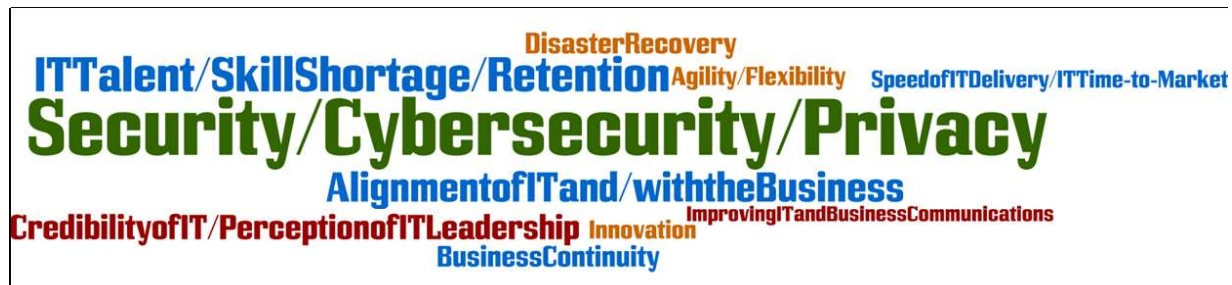 DisasterRecovery
ITTalent/SkillShortage/Retention Agility/Flexibility SpeedofITDelivery/ITTime-to-Market
Security/Cybersecurity/Privacy
AlignmentofITand/withtheBusiness
CredibilityofIT/PerceptionofITLeadership Innovation ImprovingITandBusinessCommunications
BusinessContinuity